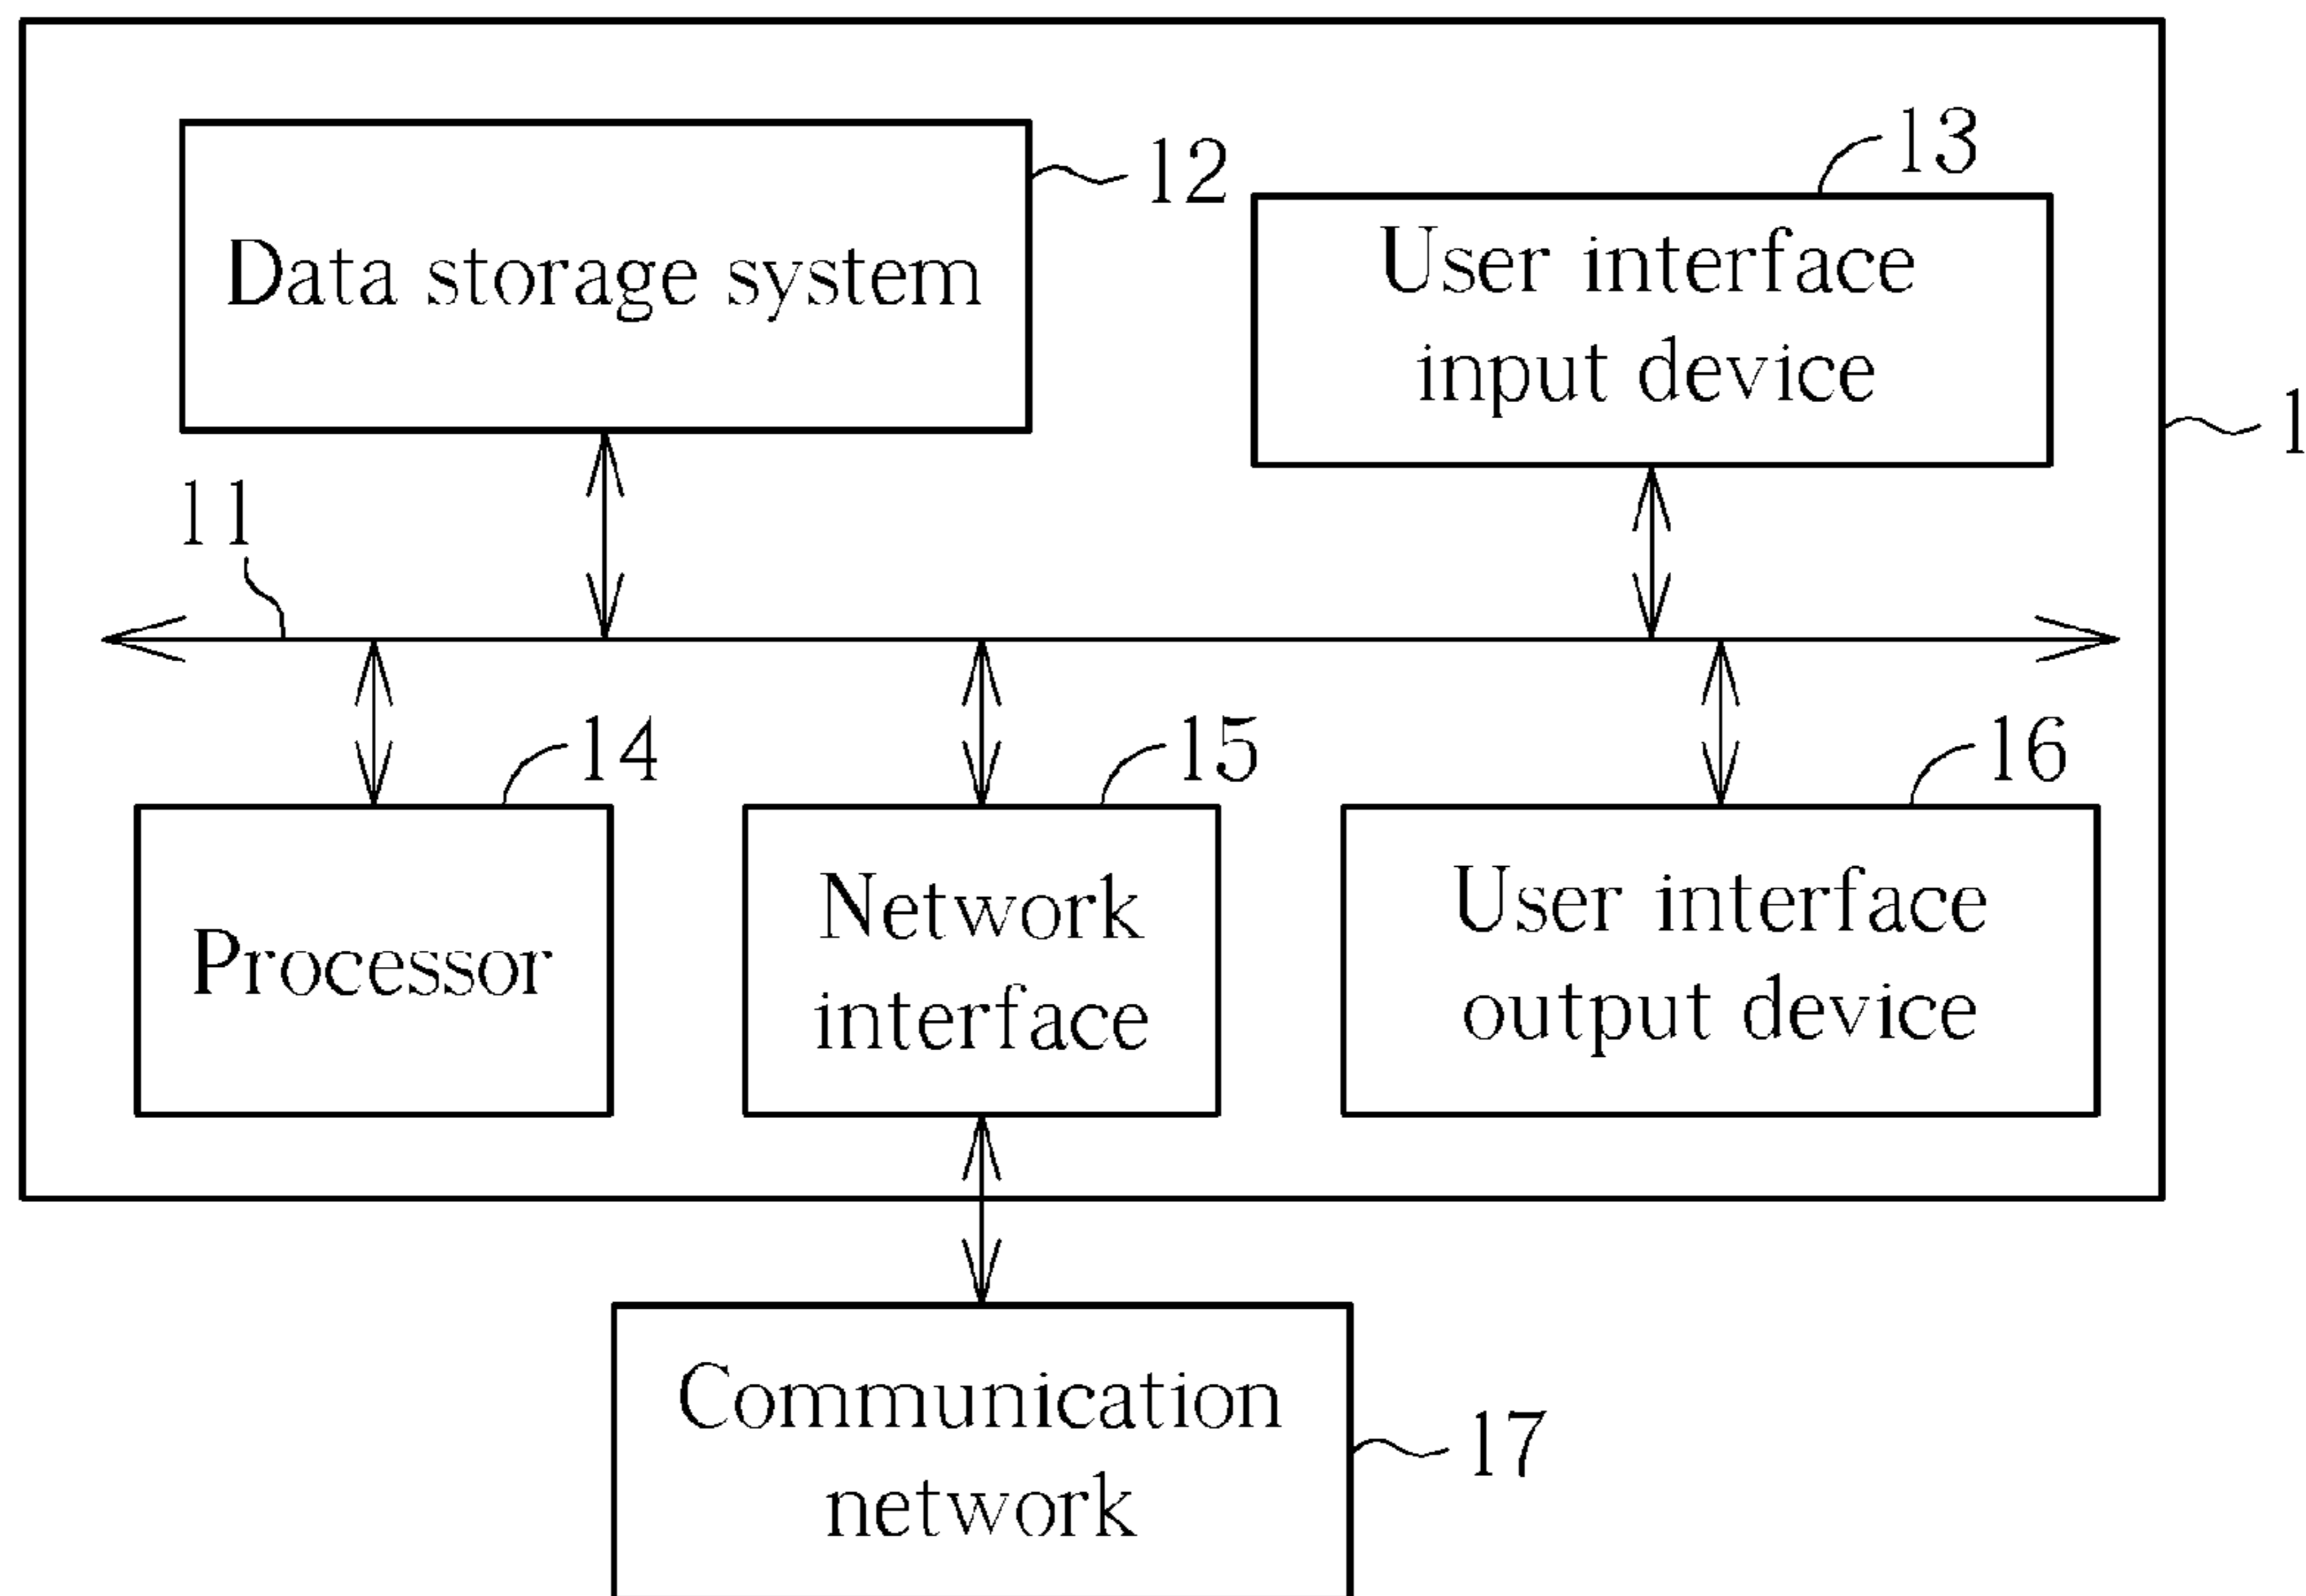 12
13
Data storage system
User interface
input device
1
11
14
15
16
Processor
Network
interface
User interface
output device
Communication
network
17